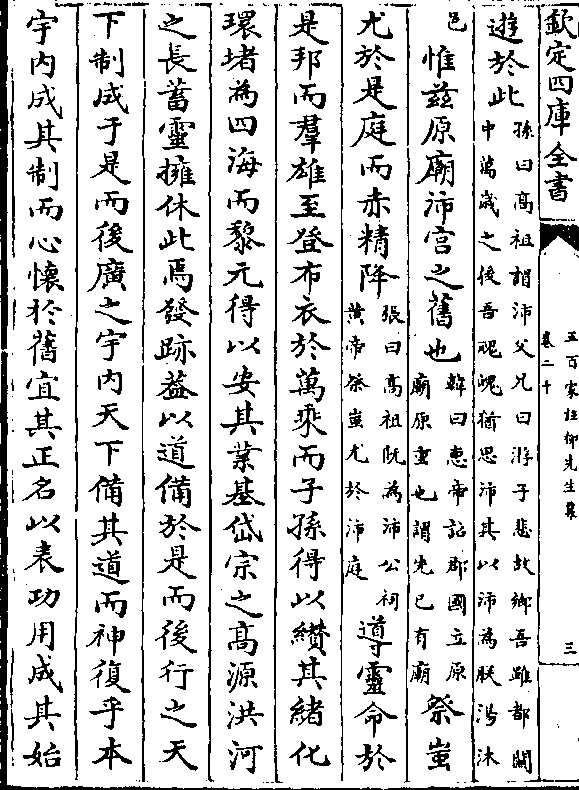 欽定四庫全書
五百家注柳先生集
卷二十
三
遊於此孫曰高祖謂沛父兄曰游子悲故鄉吾雖都關中萬歲之後吾魂魄猶思沛其以沛為朕湯沐
邑惟兹原廟沛宫之舊也韓曰惠帝詔郡國立原廟原重也謂先已有廟祭蚩
尤於是庭而赤精降張曰高祖既為沛公祠黄帝祭蚩尤於沛庭導靈命於
是邦而羣雄至登布衣於萬乘而子孫得以纘其緒化
環堵為四海而黎元得以安其業基岱宗之高源洪河
之長蓄靈擁休此焉發跡葢以道備於是而後行之天
下制成于是而後廣之宇内天下備其道而神復乎本
宇内成其制而心懷於舊宜其正名以表功用成其始